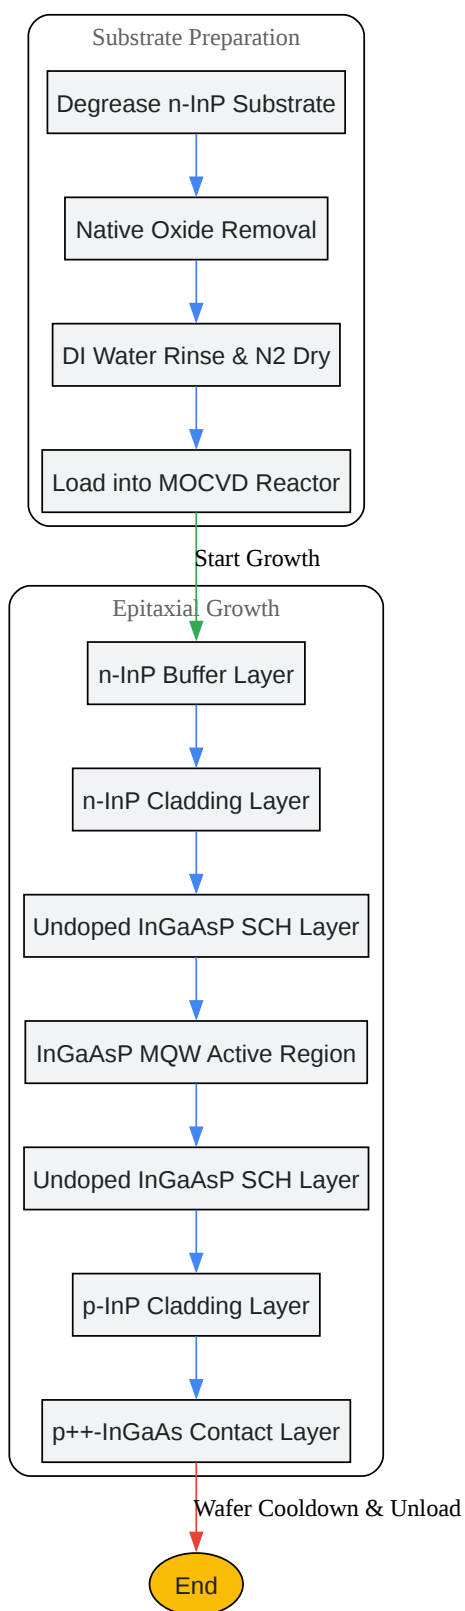 Substrate Preparation
Degrease n-InP Substrate
Native Oxide Removal
DI Water Rinse & N2 Dry
Load into MOCVD Reactor
Start Growth
Epitaxial Growth
n-InP Buffer Layer
n-InP Cladding Layer
Undoped InGaAsP SCH Layer
InGaAsP MQW Active Region
Undoped InGaAsP SCH Layer
p-InP Cladding Layer
p++-InGaAs Contact Layer
Wafer Cooldown & Unload
End